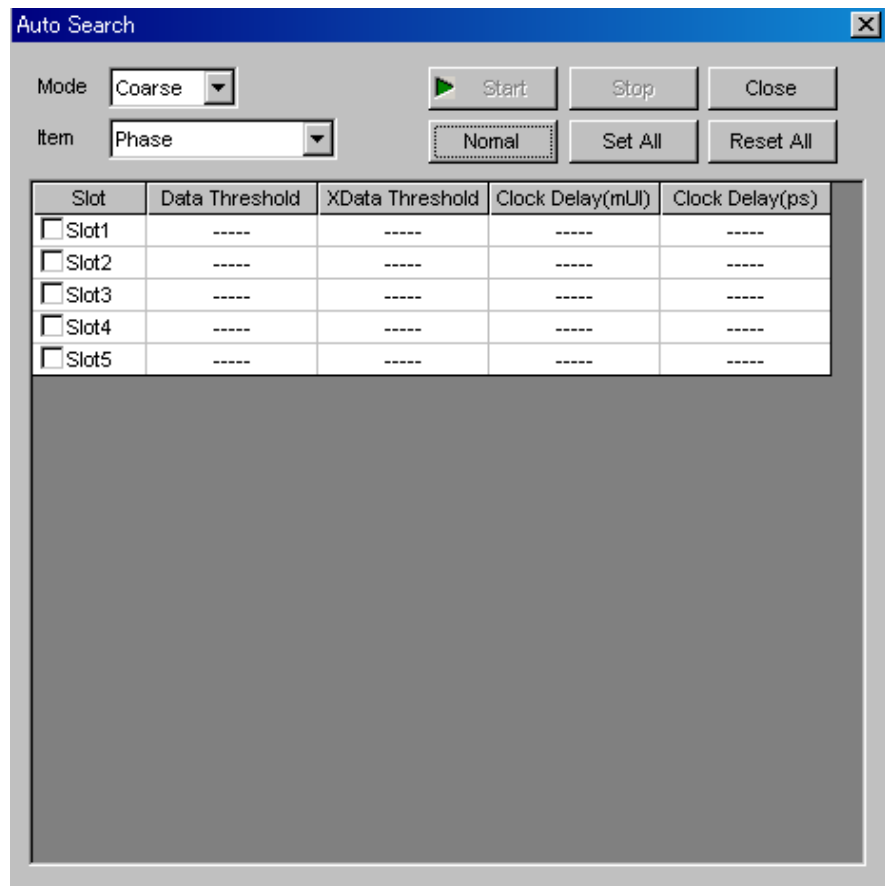 Auto Search
Mode Coarse Start Stop Close
Item Phase Nomal Set All Reset All
Slot Data Threshold XData Threshold Clock Delay(mUI) Clock Delay(ps)
Slot1 ----- ----- ----- -----
Slot2 ----- ----- ----- -----
Slot3 ----- ----- ----- -----
Slot4 ----- ----- ----- -----
Slot5 ----- ----- ----- -----